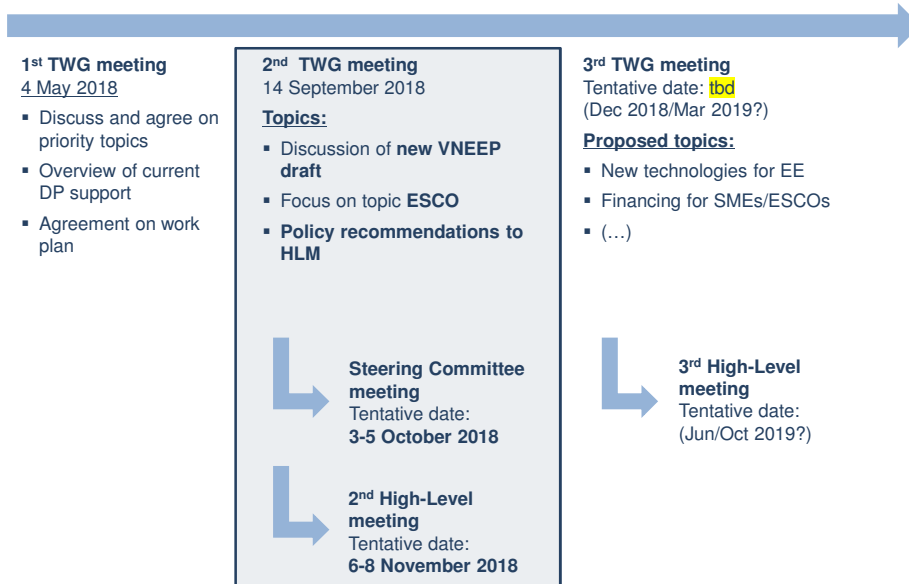 1st TWG meeting
4 May 2018
▪ Discuss and agree on
priority topics
▪ Overview of current
DP support
▪ Agreement on work
plan
2nd TWG meeting
14 September 2018
Topics:
▪ Discussion of new VNEEP
draft
▪ Focus on topic ESCO
▪ Policy recommendations to
HLM
Steering Committee
meeting
Tentative date:
3-5 October 2018
2nd High-Level
meeting
Tentative date:
6-8 November 2018
3rd TWG meeting
Tentative date: tbd
(Dec 2018/Mar 2019?)
Proposed topics:
▪ New technologies for EE
▪ Financing for SMEs/ESCOs
▪ (…)
3rd High-Level
meeting
Tentative date:
(Jun/Oct 2019?)